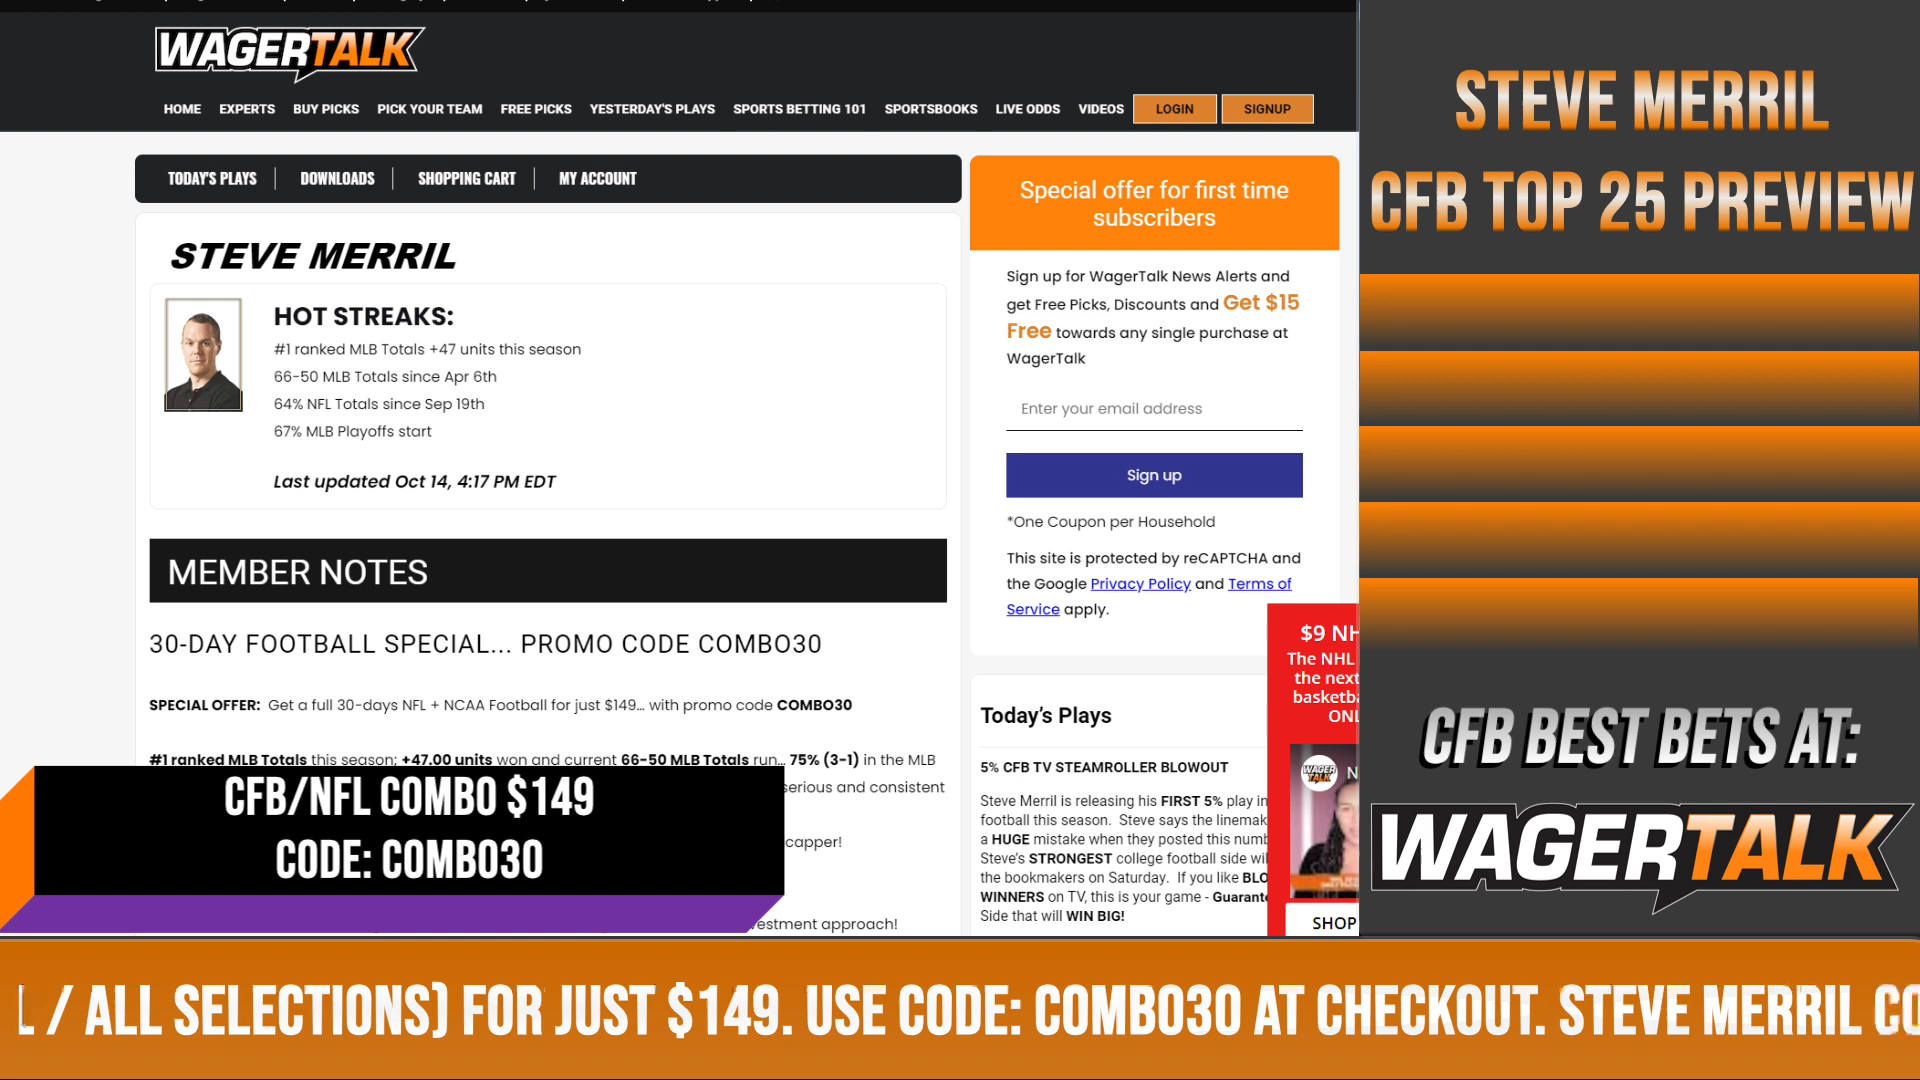 WAGERTALK
HOME EXPERTS BUY PICKS PICK YOUR TEAM FREE PICKS YESTERDAY'S PLAYS SPORTS BETTING 101 SPORTSBOOKS LIVE ODDS VIDEOS LOGIN SIGNUP
TODAY'S PLAYS DOWNLOADS SHOPPING CART MY ACCOUNT
STEVE MERRIL
HOT STREAKS:
#1 ranked MLB Totals +47 units this season
66-50 MLB Totals since Apr 6th
64% NFL Totals since Sep 19th
67% MLB Playoffs start
Last updated Oct 14, 4:17 PM EDT
MEMBER NOTES
30-DAY FOOTBALL SPECIAL... PROMO CODE COMBO30
SPECIAL OFFER: Get a full 30-days NFL + NCAA Football for just $149... with promo code COMBO30
#1 ranked MLB Totals this season; +47.00 units won and current 66-50 MLB Totals run... 75% (3-1) in the MLB
serious and consistent
capper!
vestment approach!
Special offer for first time
subscribers
Sign up for WagerTalk News Alerts and
get Free Picks, Discounts and Get $15
Free towards any single purchase at
WagerTalk
Enter your email address
Sign up
*One Coupon per Household
This site is protected by reCAPTCHA and
the Google Privacy Policy and Terms of
Service apply.
Today's Plays
5% CFB TV STEAMROLLER BLOWOUT
Steve Merril is releasing his FIRST 5% play in
football this season. Steve says the linemak
a HUGE mistake when they posted this numb
Steve's STRONGEST college football side wil
the bookmakers on Saturday. If you like BLO
WINNERS on TV, this is your game - Guarante
Side that will WIN BIG!
$9 NH
The NHL
the next
basketba
ONL
WAGER
TALK
N
SHOP
STEVE MERRIL
CFB TOP 25 PREVIEW
CFB BEST BETS AT:
WAGERTALK
CFB/NFL COMBO $149
CODE: COMBO30
L / ALL SELECTIONS) FOR JUST $149. USE CODE: COMBO30 AT CHECKOUT. STEVE MERRIL CO